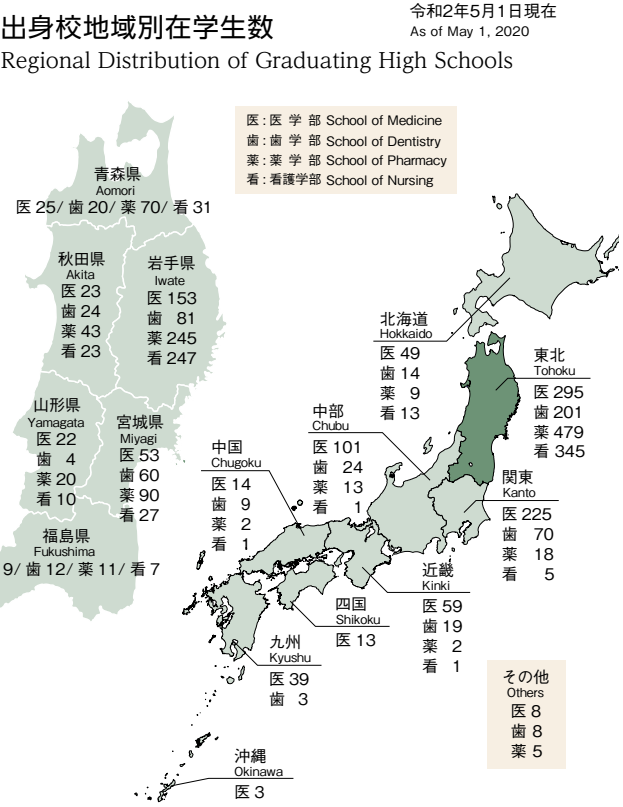 出身校地域別在学生数
令和2年5月1日現在
As of May 1, 2020
Regional Distribution of Graduating High Schools
医:医学部 School of Medicine
歯:歯学部 School of Dentistry
薬:薬学部 School of Pharmacy
看:看護学部 School of Nursing
青森県
Aomori
医 25/ 歯 20/ 薬 70/ 看 31
秋田県
Akita
医 23
歯 24
薬 43
看 23
岩手県
Iwate
医 153
歯 81
薬 245
看 247
山形県
Yamagata
医 22
歯 4
薬 20
看 10
宮城県
Miyagi
医 53
歯 60
薬 90
看 27
福島県
Fukushima
9/ 歯 12/ 薬 11/ 看 7
北海道
Hokkaido
医 49
歯 14
薬 9
看 13
東北
Tohoku
医 295
歯 201
薬 479
看 345
中部
Chubu
医 101
歯 24
薬 13
看 1
中国
Chugoku
医 14
歯 9
薬 2
看 1
関東
Kanto
医 225
歯 70
薬 18
看 5
近畿
Kinki
医 59
歯 19
薬 2
看 1
四国
Shikoku
医 13
九州
Kyushu
医 39
歯 3
沖縄
Okinawa
医 3
その他
Others
医 8
歯 8
薬 5